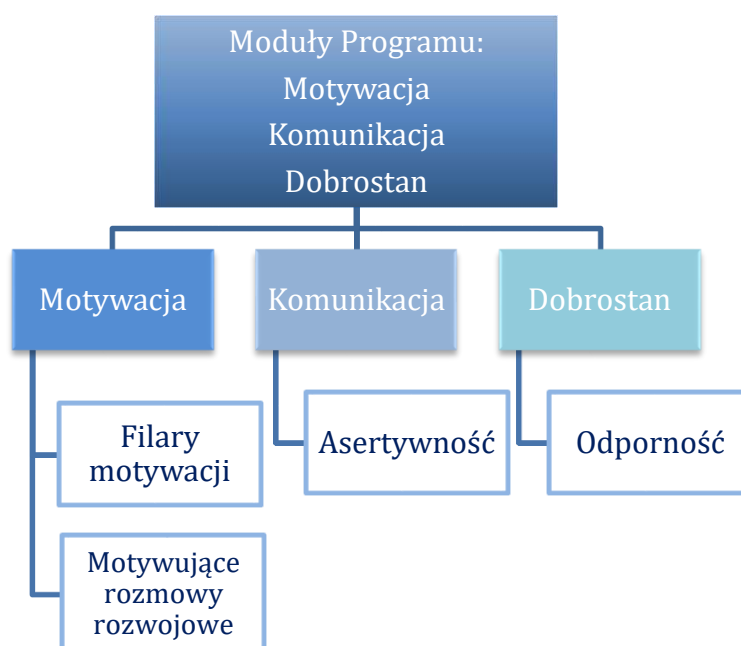 Moduły Programu:
Motywacja
Komunikacja
Dobrostan
Motywacja
Komunikacja
Dobrostan
Filary
motywacji
Asertywność
Odporność
Motywujące
rozmowy
rozwojowe